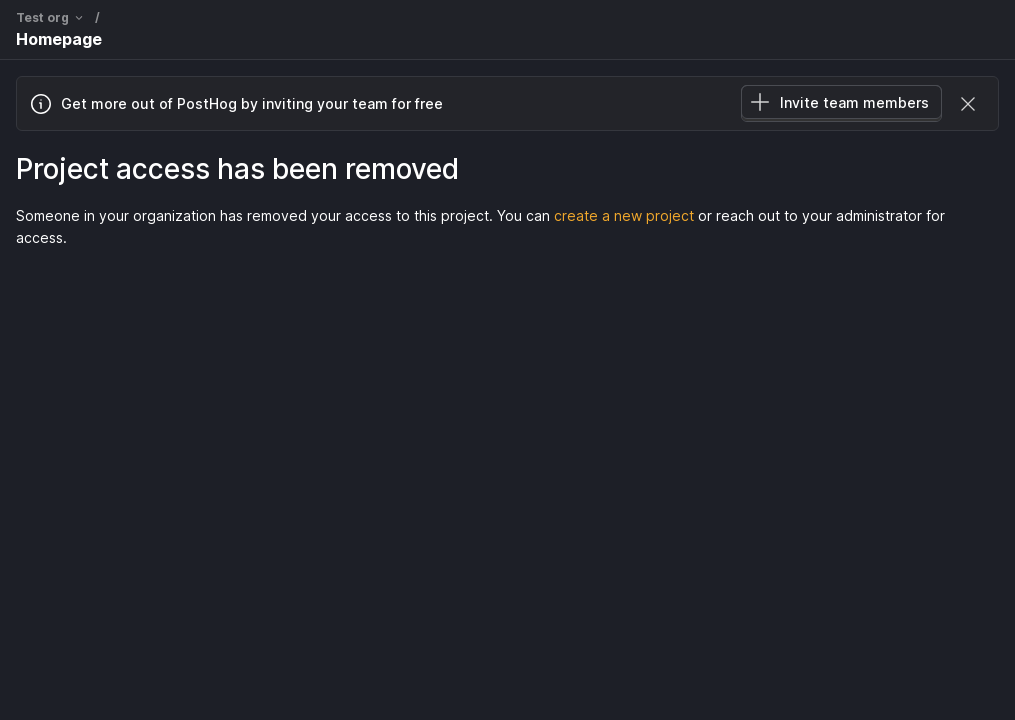 Test org /
Homepage
Get more out of PostHog by inviting your team for free
Invite team members
Project access has been removed
Someone in your organization has removed your access to this project. You can create a new project or reach out to your administrator for
access.